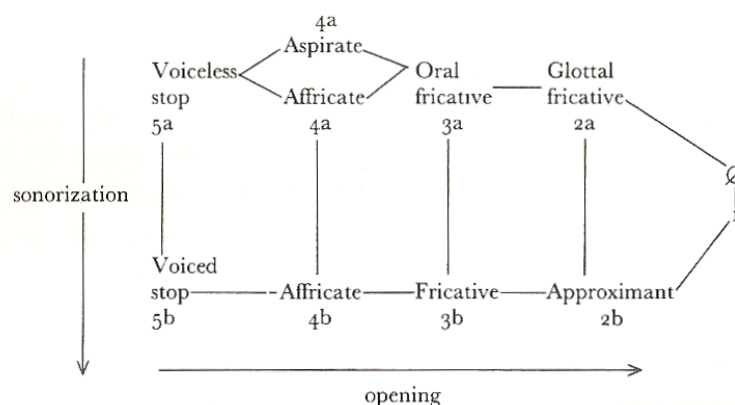 4a
Aspirate
Voiceless Oral Glottal
stop Affricate fricative fricative
5a 4a 3a 2a
Ø
sonorization
Voiced
stop Affricate Fricative Approximant
5b 4b 3b 2b
opening